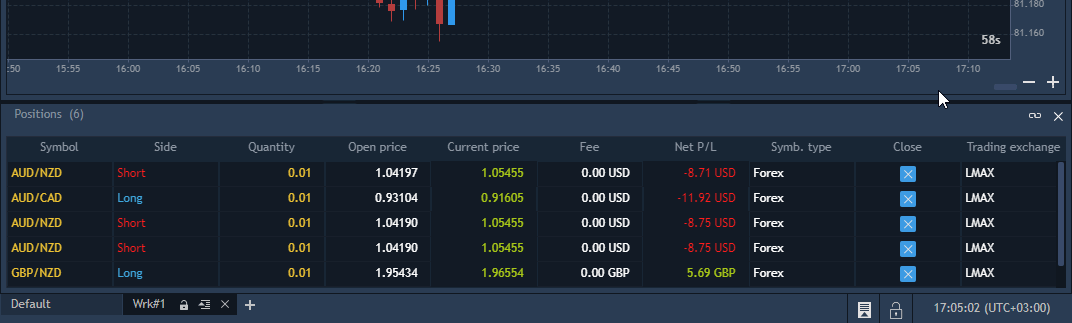 81.180
81.160
58s
:50 15:55 16:00 16:05 16:10 16:15 16:20 16:25 16:30 16:35 16:40 16:45 16:50 16:55 17:00 17:05 17:10
Positions (6)
Symbol Side Quantity Open price Current price Fee Net P/L Symb. type Close Trading exchange
AUD/NZD Short 0.01 1.04197 1.05455 0.00 USD -8.71 USD Forex LMAX
AUD/CAD Long 0.01 0.93104 0.91605 0.00 USD -11.92 USD Forex LMAX
AUD/NZD Short 0.01 1.04190 1.05455 0.00 USD -8.75 USD Forex LMAX
AUD/NZD Short 0.01 1.04190 1.05455 0.00 USD -8.75 USD Forex LMAX
GBP/NZD Long 0.01 1.95434 1.96554 0.00 GBP 5.69 GBP Forex LMAX
Default Wrk#1 17:05:02 (UTC+03:00)